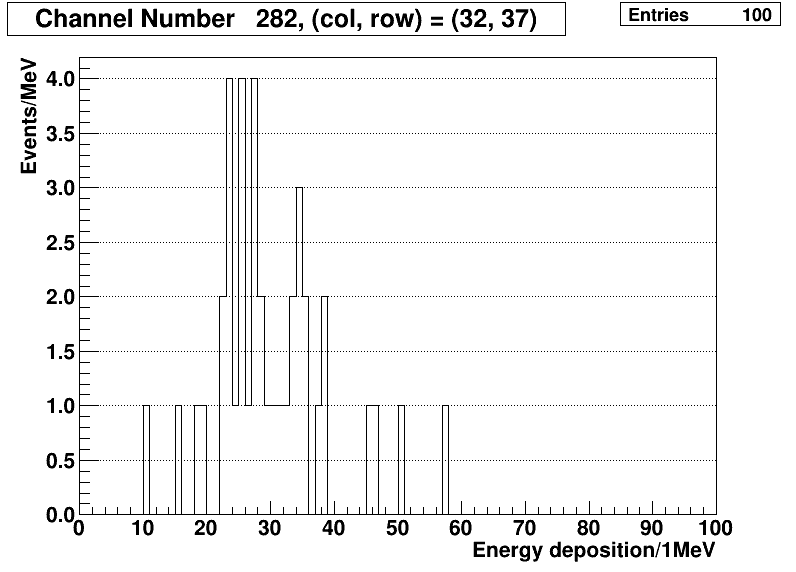 Channel Number 282, (col, row) = (32, 37)
Entries 100
Events/MeV
4.0
3.5
3.0
2.5
2.0
1.5
1.0
0.5
0.0
0 10 20 30 40 50 60 70 80 90 100
Energy deposition/1MeV